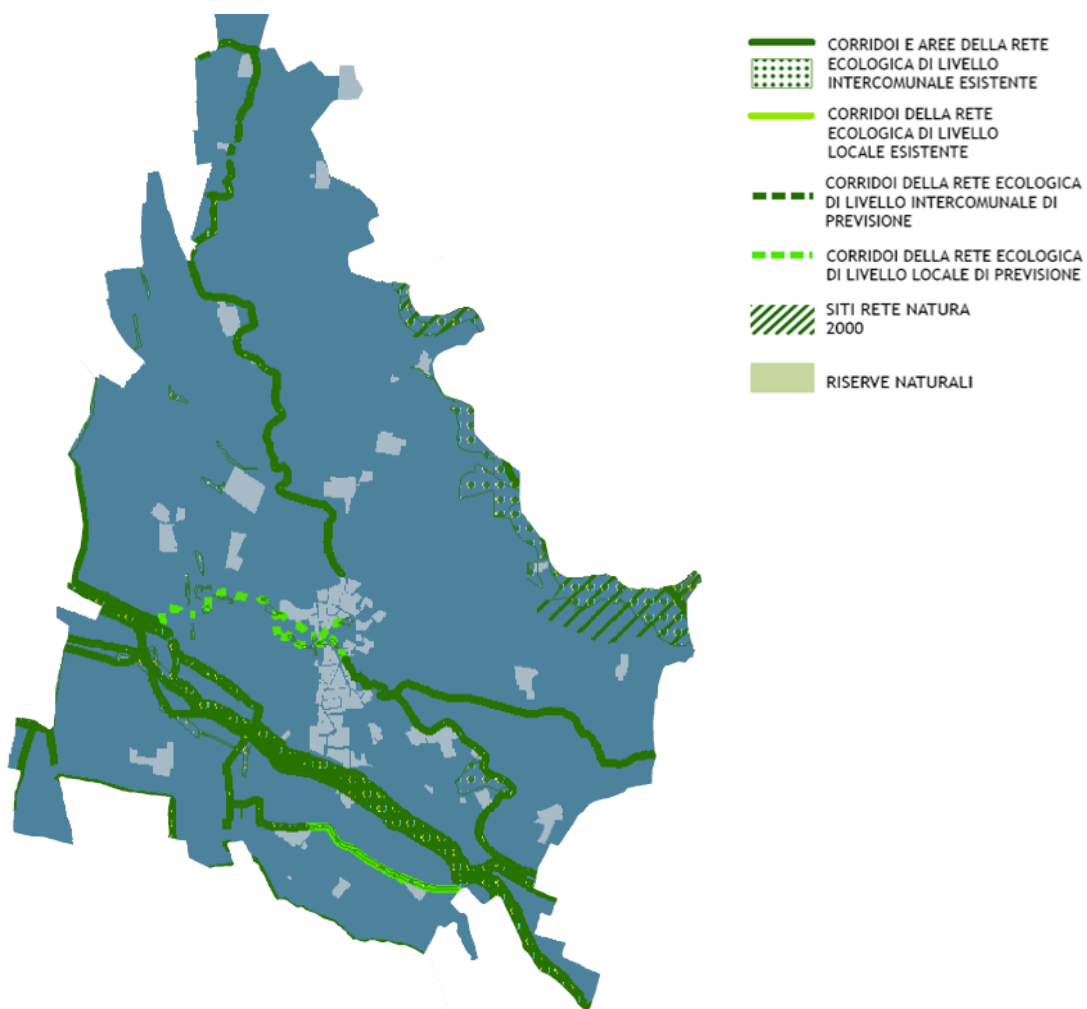 CORRIDOI E AREE DELLA RETE
ECOLOGICA DI LIVELLO
INTERCOMUNALE ESISTENTE
CORRIDOI DELLA RETE
ECOLOGICA DI LIVELLO
LOCALE ESISTENTE
CORRIDOI DELLA RETE ECOLOGICA
DI LIVELLO INTERCOMUNALE DI
PREVISIONE
CORRIDOI DELLA RETE ECOLOGICA
DI LIVELLO LOCALE DI PREVISIONE
SITI RETE NATURA
2000
RISERVE NATURALI